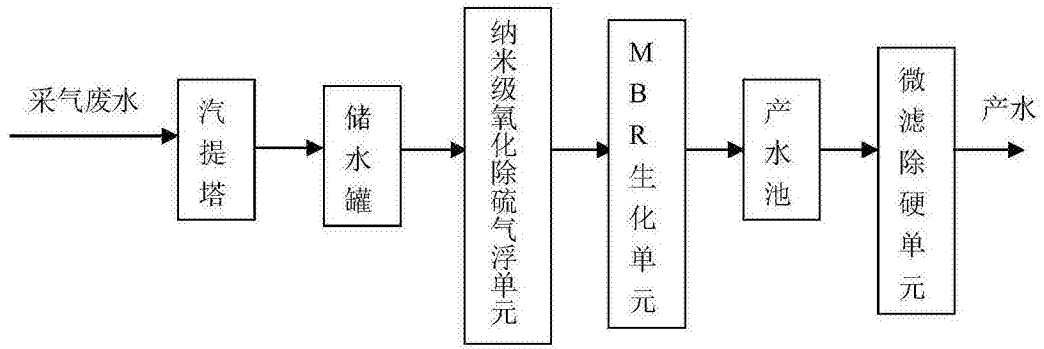 采气废水
汽提塔
储水罐
纳米级氧化除硫气浮单元
MBR生化单元
产水池
微滤除硬单元
产水